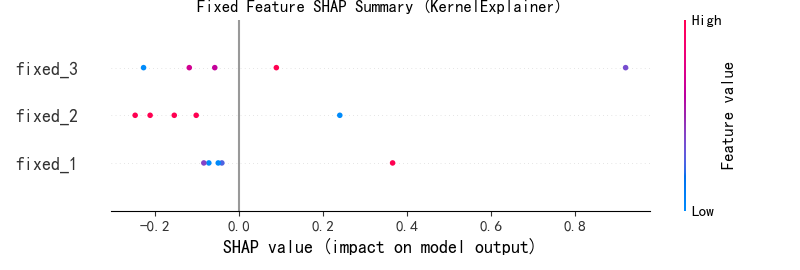 Fixed Feature SHAP Summary (KernelExplainer)
High
fixed_3
fixed_2
fixed_1
Feature value
Low
−0.2 0.0 0.2 0.4 0.6 0.8
SHAP value (impact on model output)